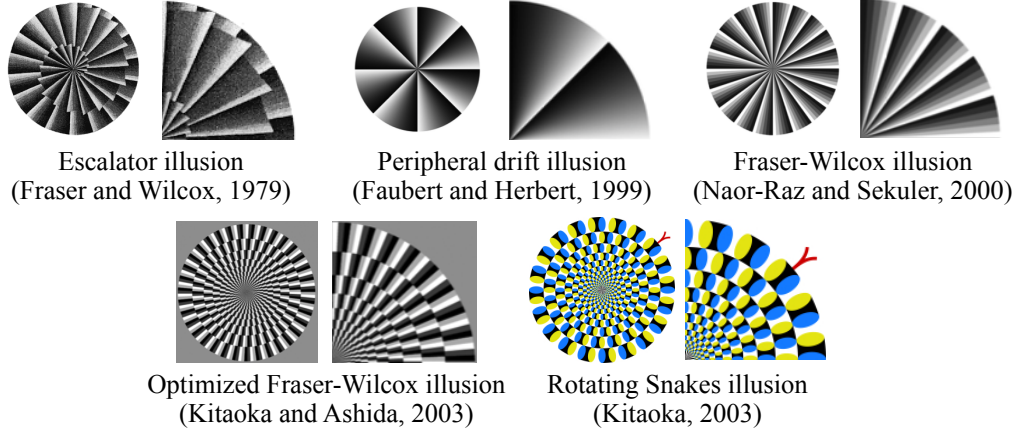 Escalator illusion
(Fraser and Wilcox, 1979)
Peripheral drift illusion
(Faubert and Herbert, 1999)
Fraser-Wilcox illusion
(Naor-Raz and Sekuler, 2000)
Optimized Fraser-Wilcox illusion
(Kitaoka and Ashida, 2003)
Rotating Snakes illusion
(Kitaoka, 2003)